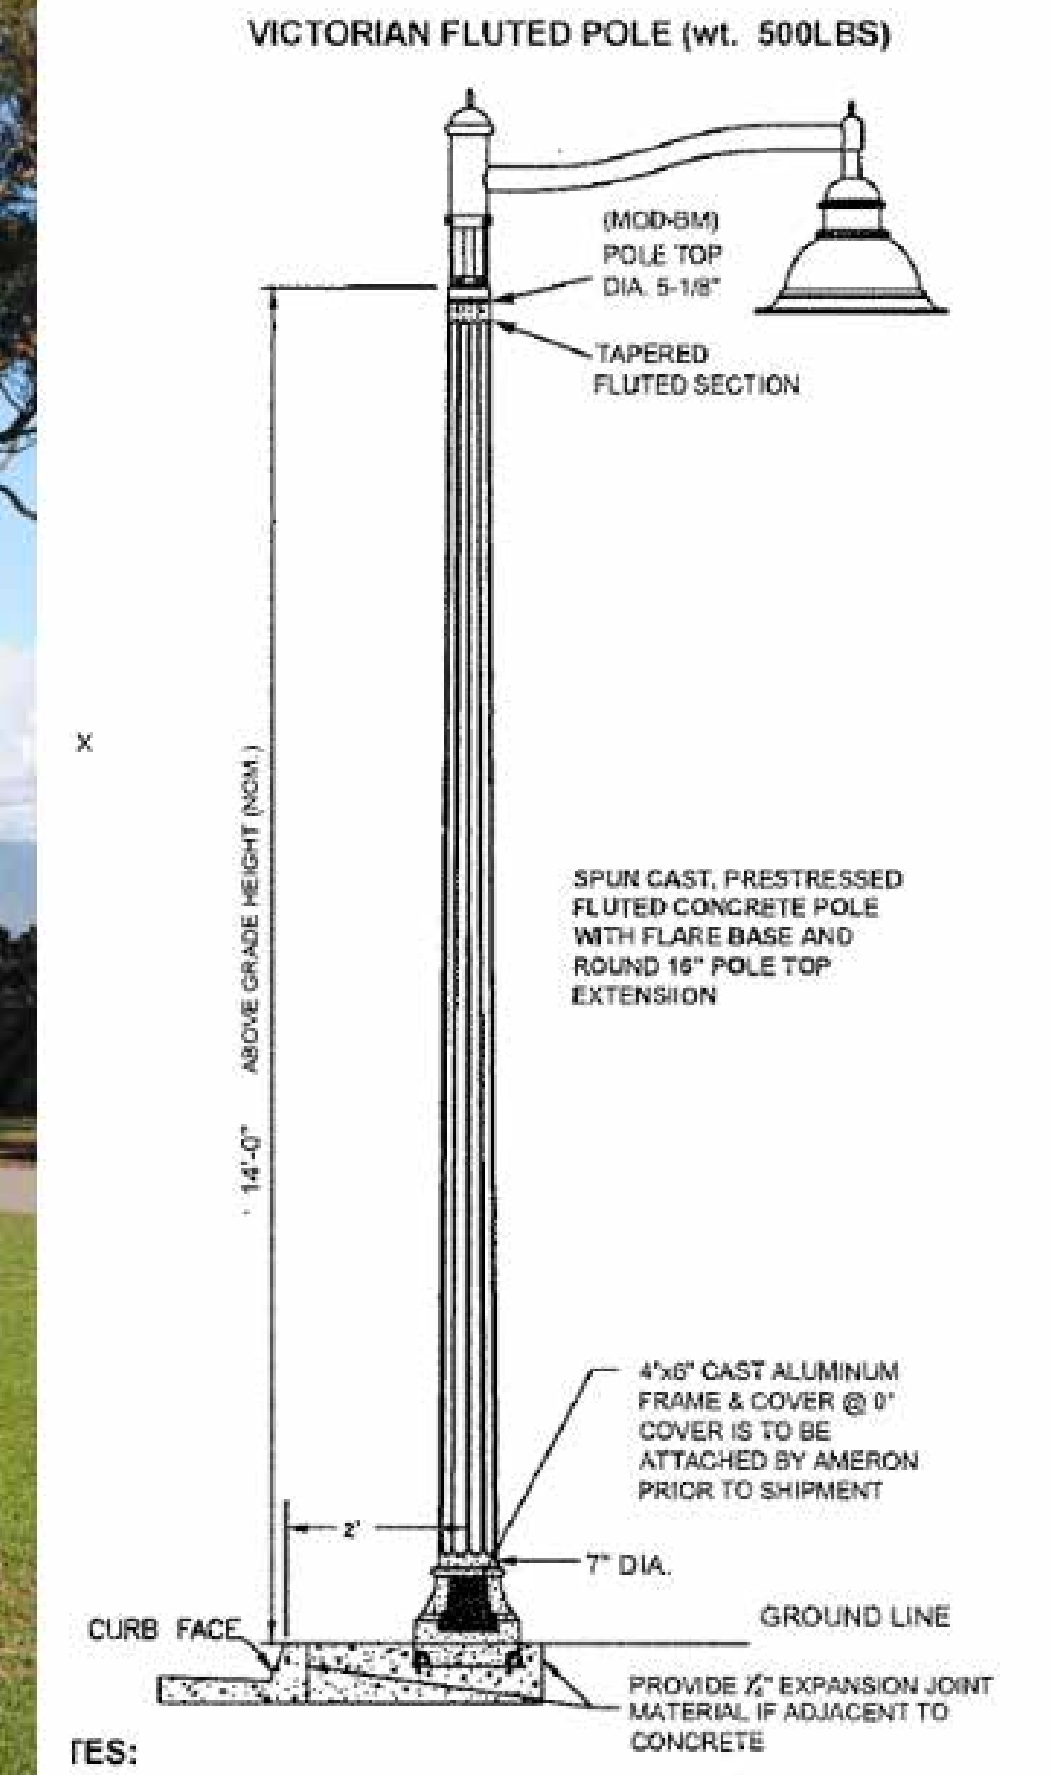 VICTORIAN FLUTED POLE (wt. 500LBS)
(MOD-BM)
POLE TOP
DIA. 5-1/8"
TAPERED
FLUTED SECTION
X
14'-0" ABOVE GRADE HEIGHT (NOM.)
SPUN CAST, PRESTRESSED
FLUTED CONCRETE POLE
WITH FLARE BASE AND
ROUND 15" POLE TOP
EXTENSIION
4"x6" CAST ALUMINUM
FRAME & COVER @ 0°
COVER IS TO BE
ATTACHED BY AMERON
PRIOR TO SHIPMENT
2'
7" DIA.
GROUND LINE
CURB FACE
PROVIDE ¼" EXPANSION JOINT
MATERIAL IF ADJACENT TO
CONCRETE
TES: